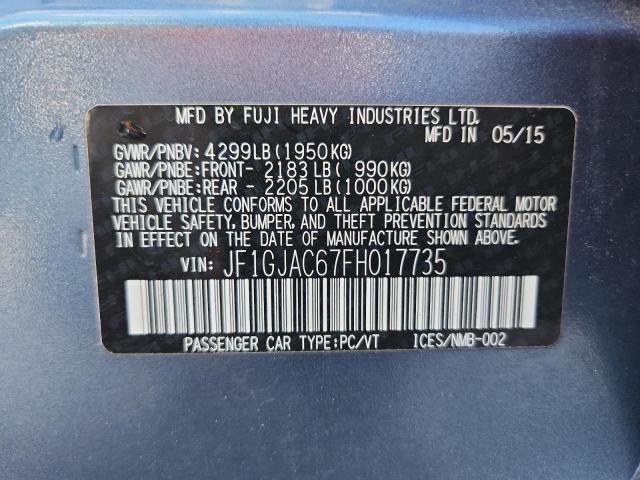 MFD BY FUJI HEAVY INDUSTRIES LTD.
MFD IN 05/15
GVWR/PNBV: 4299LB(1950KG)
GAWR/PNBE:FRONT- 2183LB( 990KG)
GAWR/PNBE:REAR - 2205LB(1000KG)
THIS VEHICLE CONFORMS TO ALL APPLICABLE FEDERAL MOTOR
VEHICLE SAFETY, BUMPER, AND THEFT PREVENTION STANDARDS
IN EFFECT ON THE DATE OF MANUFACTURE SHOWN ABOVE.
VIN: JF1GJAC67FH017735
PASSENGER CAR TYPE:PC/VT ICES/NMB-002